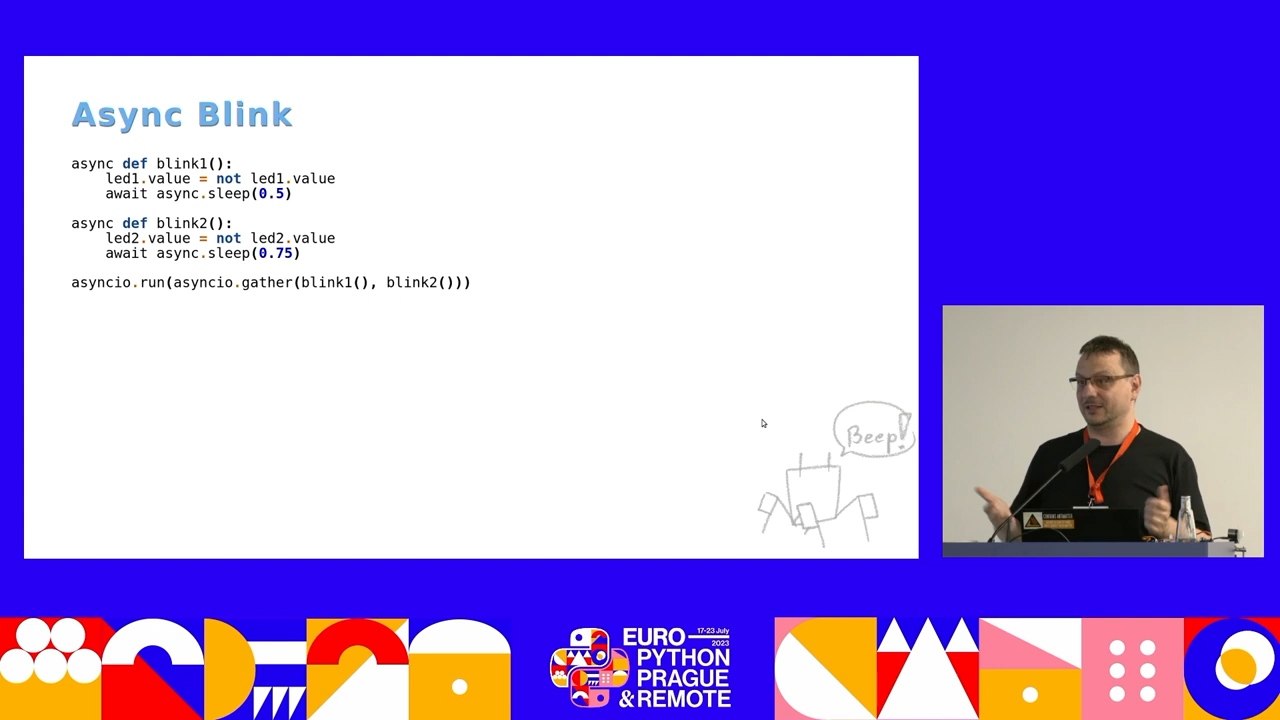 Async Blink
async def blink1():
    led1.value = not led1.value
    await async.sleep(0.5)
async def blink2():
    led2.value = not led2.value
    await async.sleep(0.75)
asyncio.run(asyncio.gather(blink1(), blink2()))
Beep!
EURO 17-23 July 2023
PYTHON
PRAGUE
& REMOTE